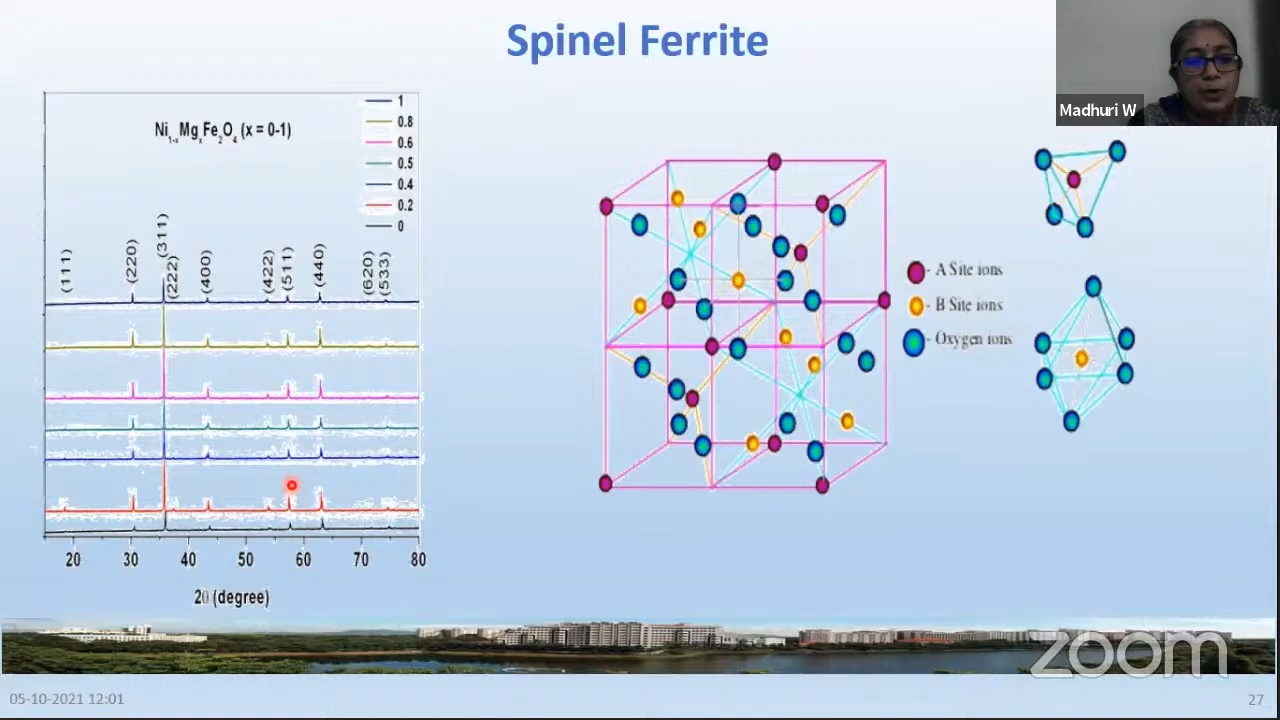 Spinel Ferrite
Madhuri W
Ni1-xMgxFe2O4 (x = 0-1)
1
0.8
0.6
0.5
0.4
0.2
0
(111)
(220)
(311)
(222)
(400)
(422)
(511)
(440)
(620)
(533)
20 30 40 50 60 70 80
2θ (degree)
- A Site ions
- B Site ions
- Oxygen ions
zoom
05-10-2021 12:01
27